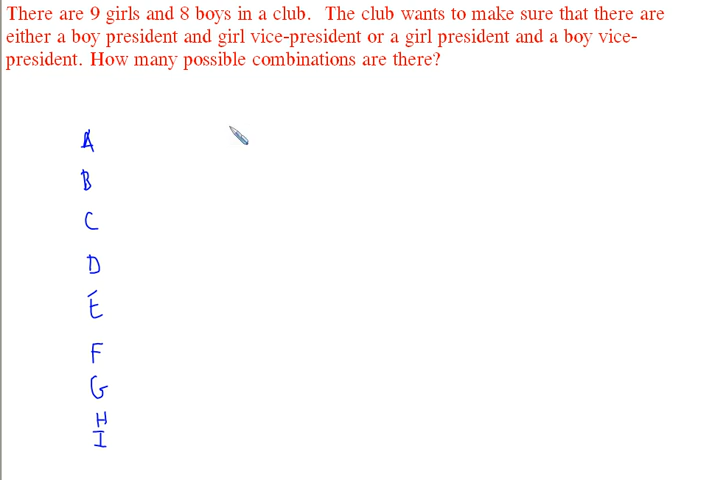 There are 9 girls and 8 boys in a club.  The club wants to make sure that there are
either a boy president and girl vice-president or a girl president and a boy vice-
president. How many possible combinations are there?
A
B
C
D
E
F
G
H
I